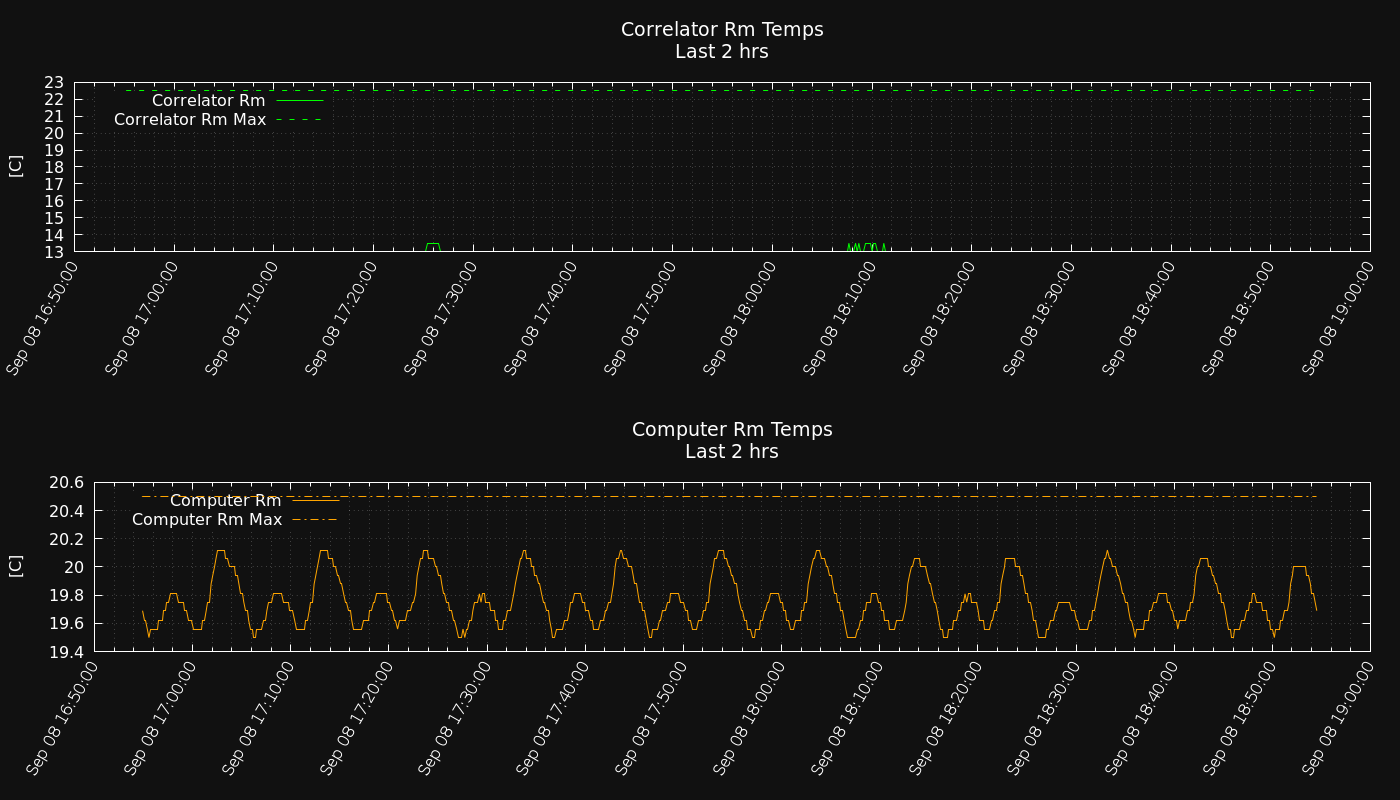 Correlator Rm Temps
Last 2 hrs
[C]
23
22
21
20
19
18
17
16
15
14
13
Correlator Rm
Correlator Rm Max
Sep 08 16:50:00
Sep 08 17:00:00
Sep 08 17:10:00
Sep 08 17:20:00
Sep 08 17:30:00
Sep 08 17:40:00
Sep 08 17:50:00
Sep 08 18:00:00
Sep 08 18:10:00
Sep 08 18:20:00
Sep 08 18:30:00
Sep 08 18:40:00
Sep 08 18:50:00
Sep 08 19:00:00
Computer Rm Temps
Last 2 hrs
[C]
20.6
20.4
20.2
20
19.8
19.6
19.4
Computer Rm
Computer Rm Max
Sep 08 16:50:00
Sep 08 17:00:00
Sep 08 17:10:00
Sep 08 17:20:00
Sep 08 17:30:00
Sep 08 17:40:00
Sep 08 17:50:00
Sep 08 18:00:00
Sep 08 18:10:00
Sep 08 18:20:00
Sep 08 18:30:00
Sep 08 18:40:00
Sep 08 18:50:00
Sep 08 19:00:00